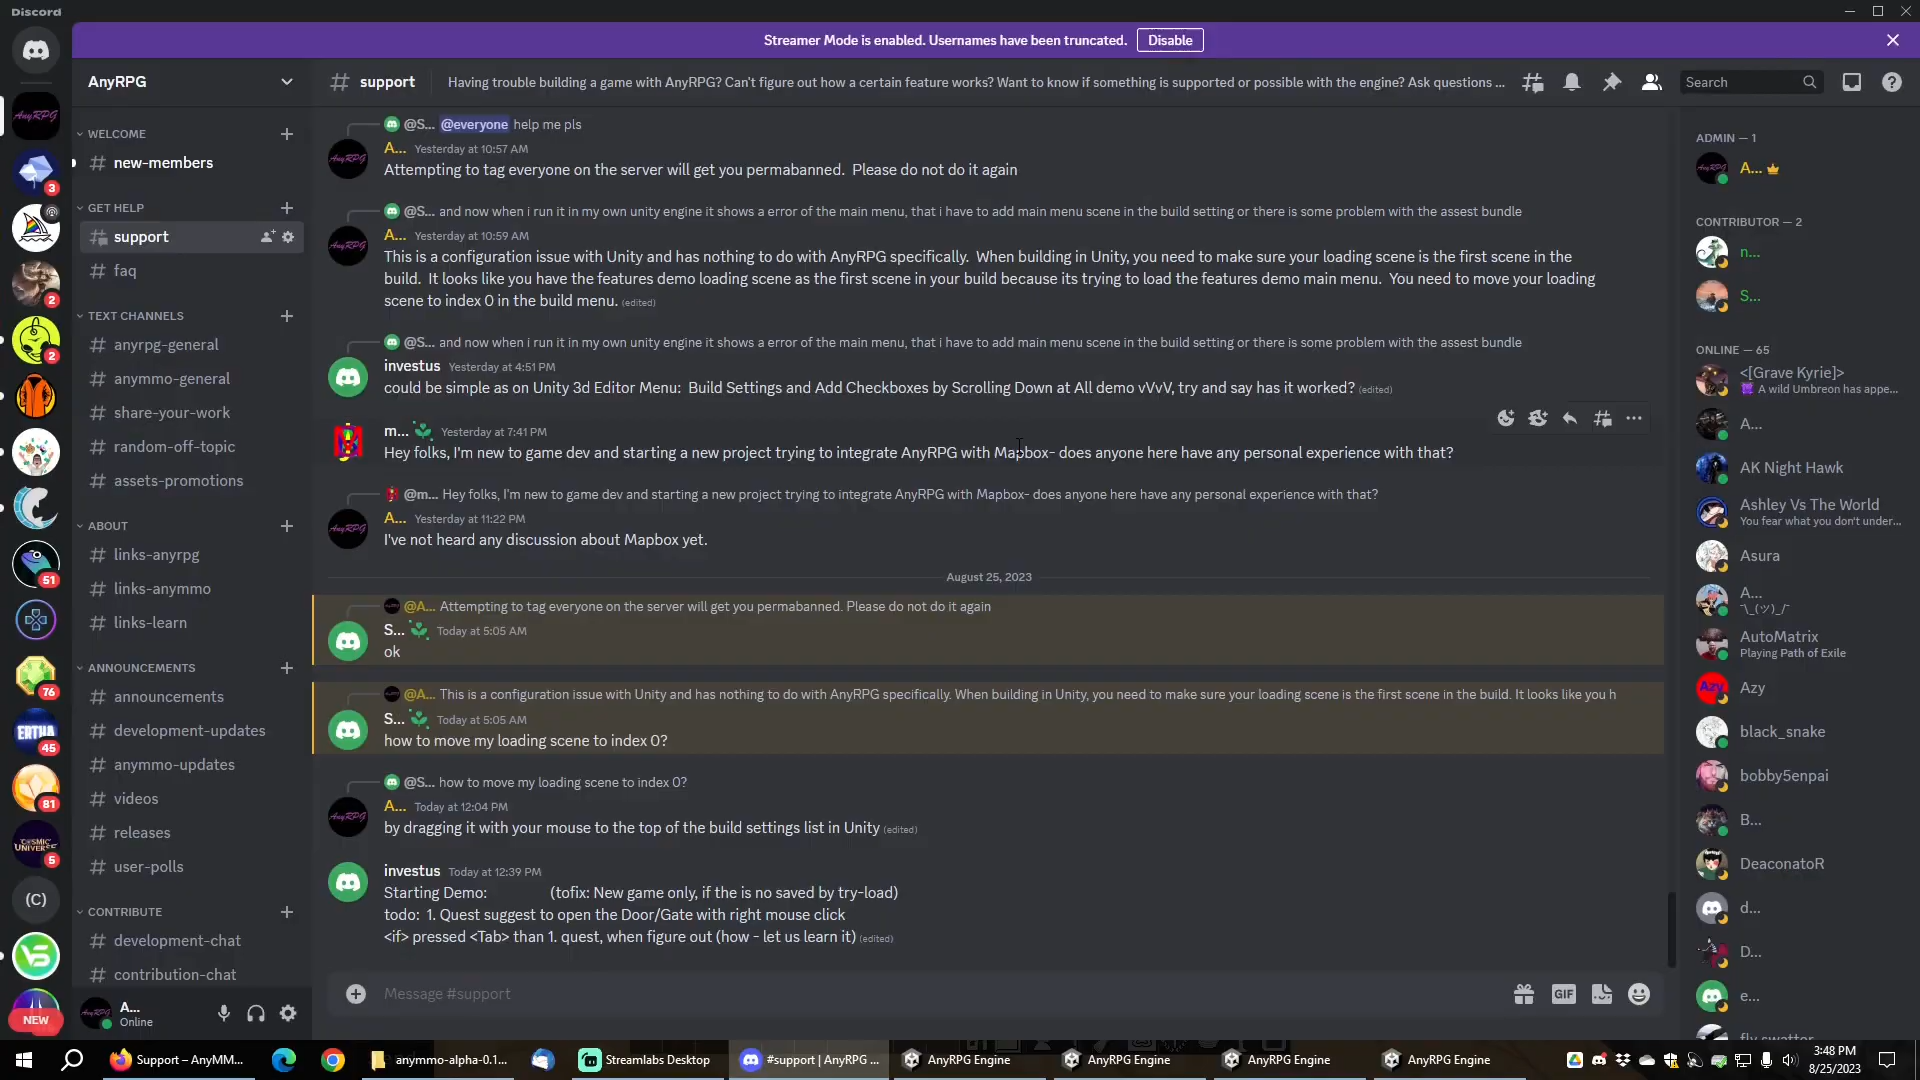 Discord
Streamer Mode is enabled. Usernames have been truncated. Disable
AnyRPG
# support
Having trouble building a game with AnyRPG? Can't figure out how a certain feature works? Want to know if something is supported or possible with the engine? Ask questions ...
Search
WELCOME
new-members
GET HELP
support
faq
TEXT CHANNELS
anyrpg-general
anymmo-general
share-your-work
random-off-topic
assets-promotions
ABOUT
links-anyrpg
links-anymmo
links-learn
ANNOUNCEMENTS
announcements
development-updates
anymmo-updates
videos
releases
user-polls
CONTRIBUTE
development-chat
contribution-chat
AnyRPG
3
2
2
51
76
ERTHA
45
81
COSMIC UNIVERSE
5
(C)
NEW
A...
Online
@S... @everyone help me pls
A... Yesterday at 10:57 AM
Attempting to tag everyone on the server will get you permabanned. Please do not do it again
@S... and now when i run it in my own unity engine it shows a error of the main menu, that i have to add main menu scene in the build setting or there is some problem with the assest bundle
A... Yesterday at 10:59 AM
This is a configuration issue with Unity and has nothing to do with AnyRPG specifically. When building in Unity, you need to make sure your loading scene is the first scene in the
build. It looks like you have the features demo loading scene as the first scene in your build because its trying to load the features demo main menu. You need to move your loading
scene to index 0 in the build menu. (edited)
@S... and now when i run it in my own unity engine it shows a error of the main menu, that i have to add main menu scene in the build setting or there is some problem with the assest bundle
investus Yesterday at 4:51 PM
could be simple as on Unity 3d Editor Menu: Build Settings and Add Checkboxes by Scrolling Down at All demo vVvV, try and say has it worked? (edited)
m... Yesterday at 7:41 PM
Hey folks, I'm new to game dev and starting a new project trying to integrate AnyRPG with Mapbox- does anyone here have any personal experience with that?
@m... Hey folks, I'm new to game dev and starting a new project trying to integrate AnyRPG with Mapbox- does anyone here have any personal experience with that?
A... Yesterday at 11:22 PM
I've not heard any discussion about Mapbox yet.
August 25, 2023
@A... Attempting to tag everyone on the server will get you permabanned. Please do not do it again
S... Today at 5:05 AM
ok
@A... This is a configuration issue with Unity and has nothing to do with AnyRPG specifically. When building in Unity, you need to make sure your loading scene is the first scene in the build. It looks like you h
S... Today at 5:05 AM
how to move my loading scene to index 0?
@S... how to move my loading scene to index 0?
A... Today at 12:04 PM
by dragging it with your mouse to the top of the build settings list in Unity (edited)
investus Today at 12:39 PM
Starting Demo: (tofix: New game only, if the is no saved by try-load)
todo: 1. Quest suggest to open the Door/Gate with right mouse click
<if> pressed <Tab> than 1. quest, when figure out (how - let us learn it) (edited)
Message #support
GIF
ADMIN — 1
A...
CONTRIBUTOR — 2
n...
S...
ONLINE — 65
<[Grave Kyrie]>
A wild Umbreon has appe...
A...
AK Night Hawk
Ashley Vs The World
You fear what you don't under...
Asura
A...
¯\_(ツ)_/¯
AutoMatrix
Playing Path of Exile
Azy
black_snake
bobby5enpai
B...
DeaconatoR
d...
D...
e...
fly swatter
Support – AnyMM...
anymmo-alpha-0.1...
Streamlabs Desktop
#support | AnyRPG ...
AnyRPG Engine
AnyRPG Engine
AnyRPG Engine
AnyRPG Engine
3:48 PM
8/25/2023